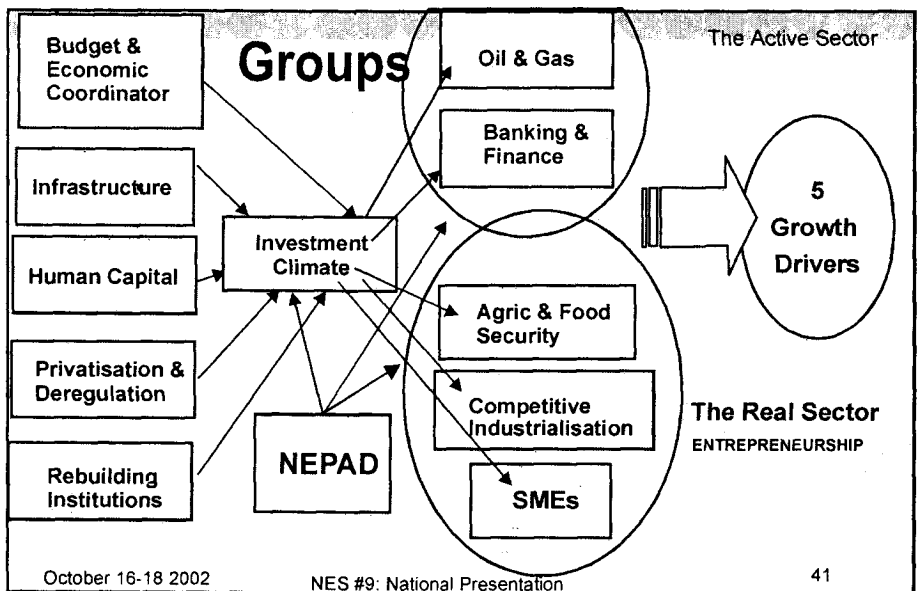 Groups
The Active Sector
Budget &
Economic
Coordinator
Infrastructure
Human Capital
Privatisation &
Deregulation
Rebuilding
Institutions
Investment
Climate
NEPAD
Oil & Gas
Banking &
Finance
Agric & Food
Security
Competitive
Industrialisation
SMEs
5
Growth
Drivers
The Real Sector
ENTREPRENEURSHIP
October 16-18 2002
NES #9: National Presentation
41